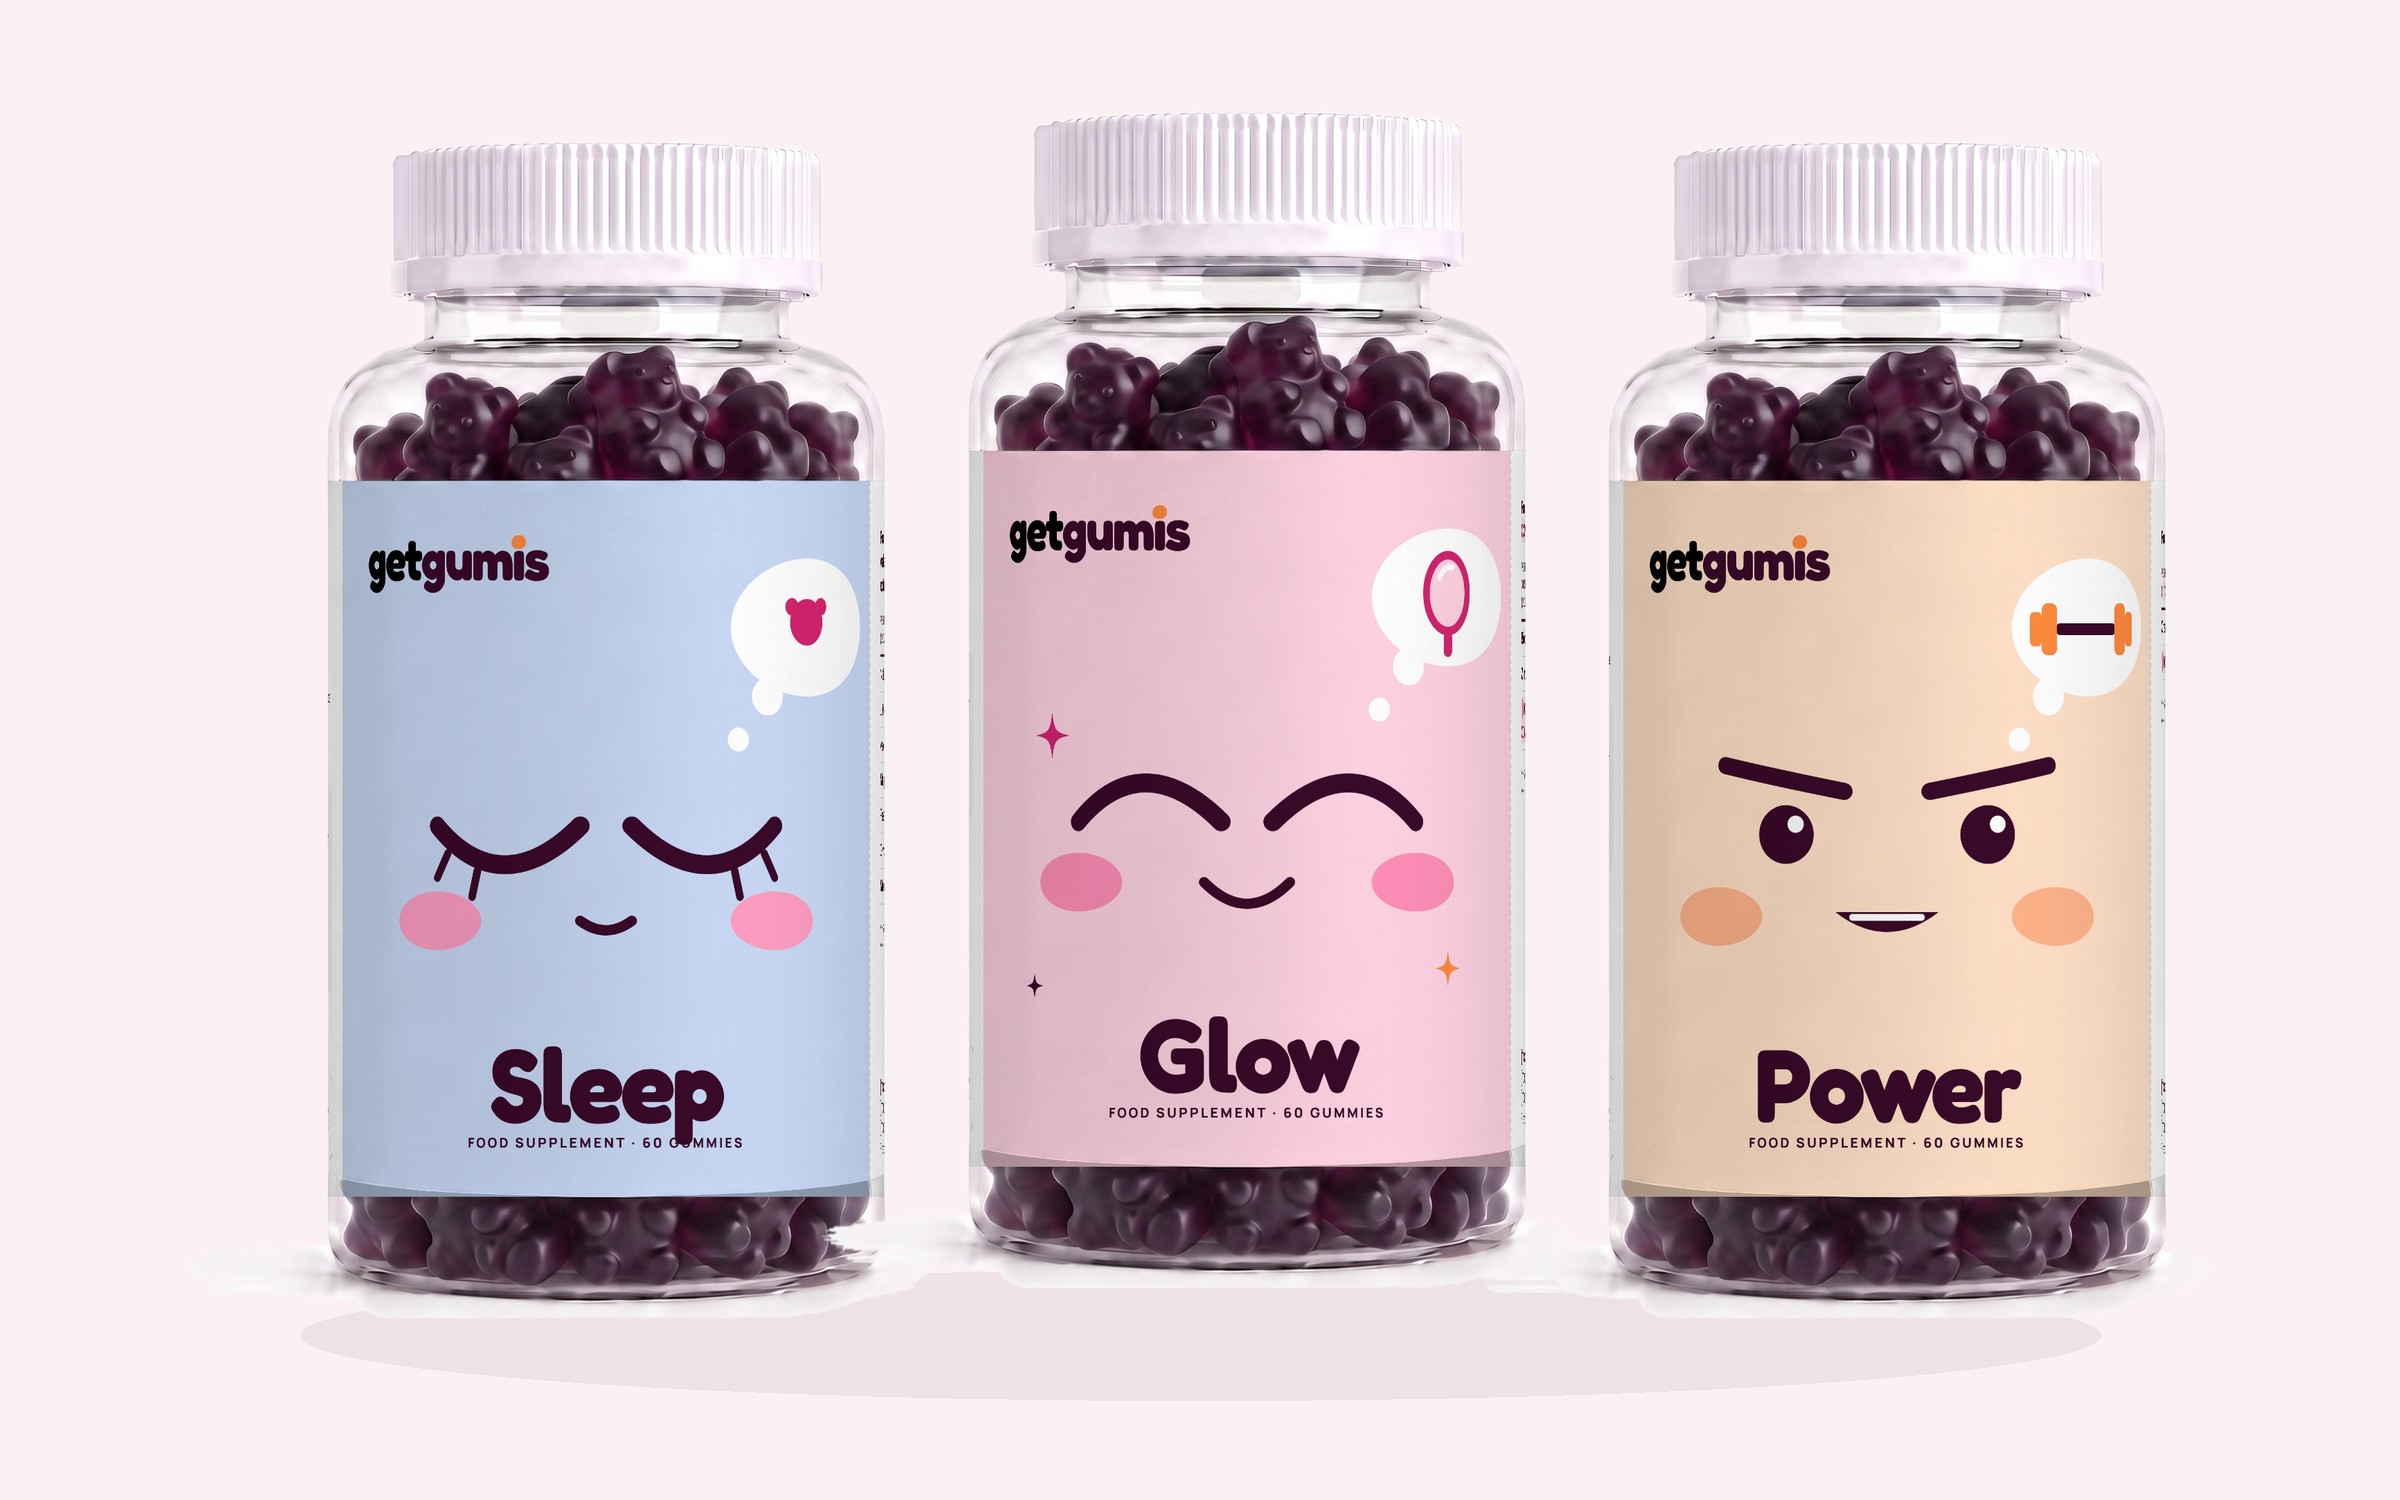 getgumis
Sleep
FOOD SUPPLEMENT · 60 GUMMIES
getgumis
Glow
FOOD SUPPLEMENT · 60 GUMMIES
getgumis
Power
FOOD SUPPLEMENT · 60 GUMMIES